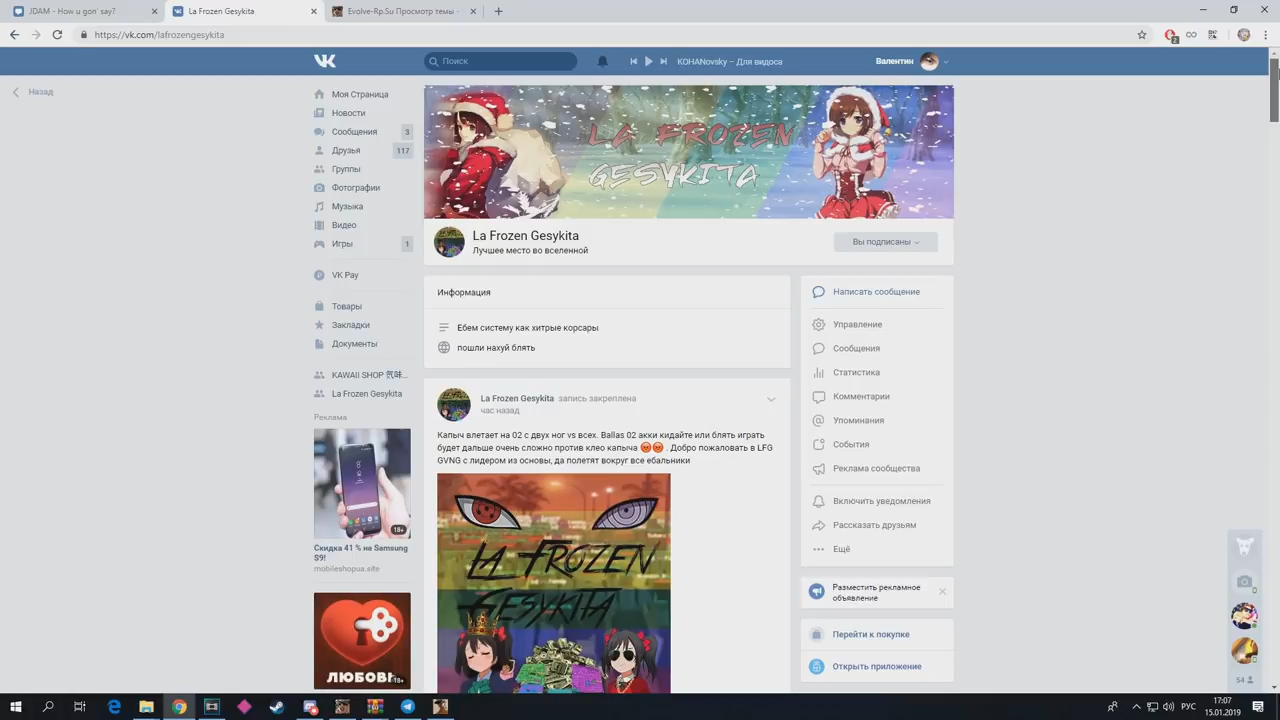 JDAM - How u gon' say?
La Frozen Gesykita
Evolve-Rp.Su Просмотр темы -
https://vk.com/lafrozengesykita
Поиск
KOHANovsky – Для видоса
Валентин
Назад
Моя Страница
Новости
Сообщения 3
Друзья 117
Группы
Фотографии
Музыка
Видео
Игры 1
VK Pay
Товары
Закладки
Документы
La Frozen Gesykita
Реклама
18+
Скидка 41 % на Samsung
S9!
mobileshopua.site
ЛЮБОВЬ
18+
LA FROZEN
GESYKITA
La Frozen Gesykita
Лучшее место во вселенной
Вы подписаны
Информация
Ебем систему как хитрые корсары
пошли нахуй блять
La Frozen Gesykita запись закреплена
час назад
Капыч влетает на 02 с двух ног vs всех. Ballas 02 акки кидайте или блять играть
будет дальше очень сложно против клео капыча 😡😡 . Добро пожаловать в LFG
GVNG с лидером из основы, да полетят вокруг все ебальники
LA FROZEN
GESYKITA
Написать сообщение
Управление
Сообщения
Статистика
Комментарии
Упоминания
События
Реклама сообщества
Включить уведомления
Рассказать друзьям
Ещё
Разместить рекламное
объявление
Перейти к покупке
Открыть приложение
54
РУС
17:07
15.01.2019